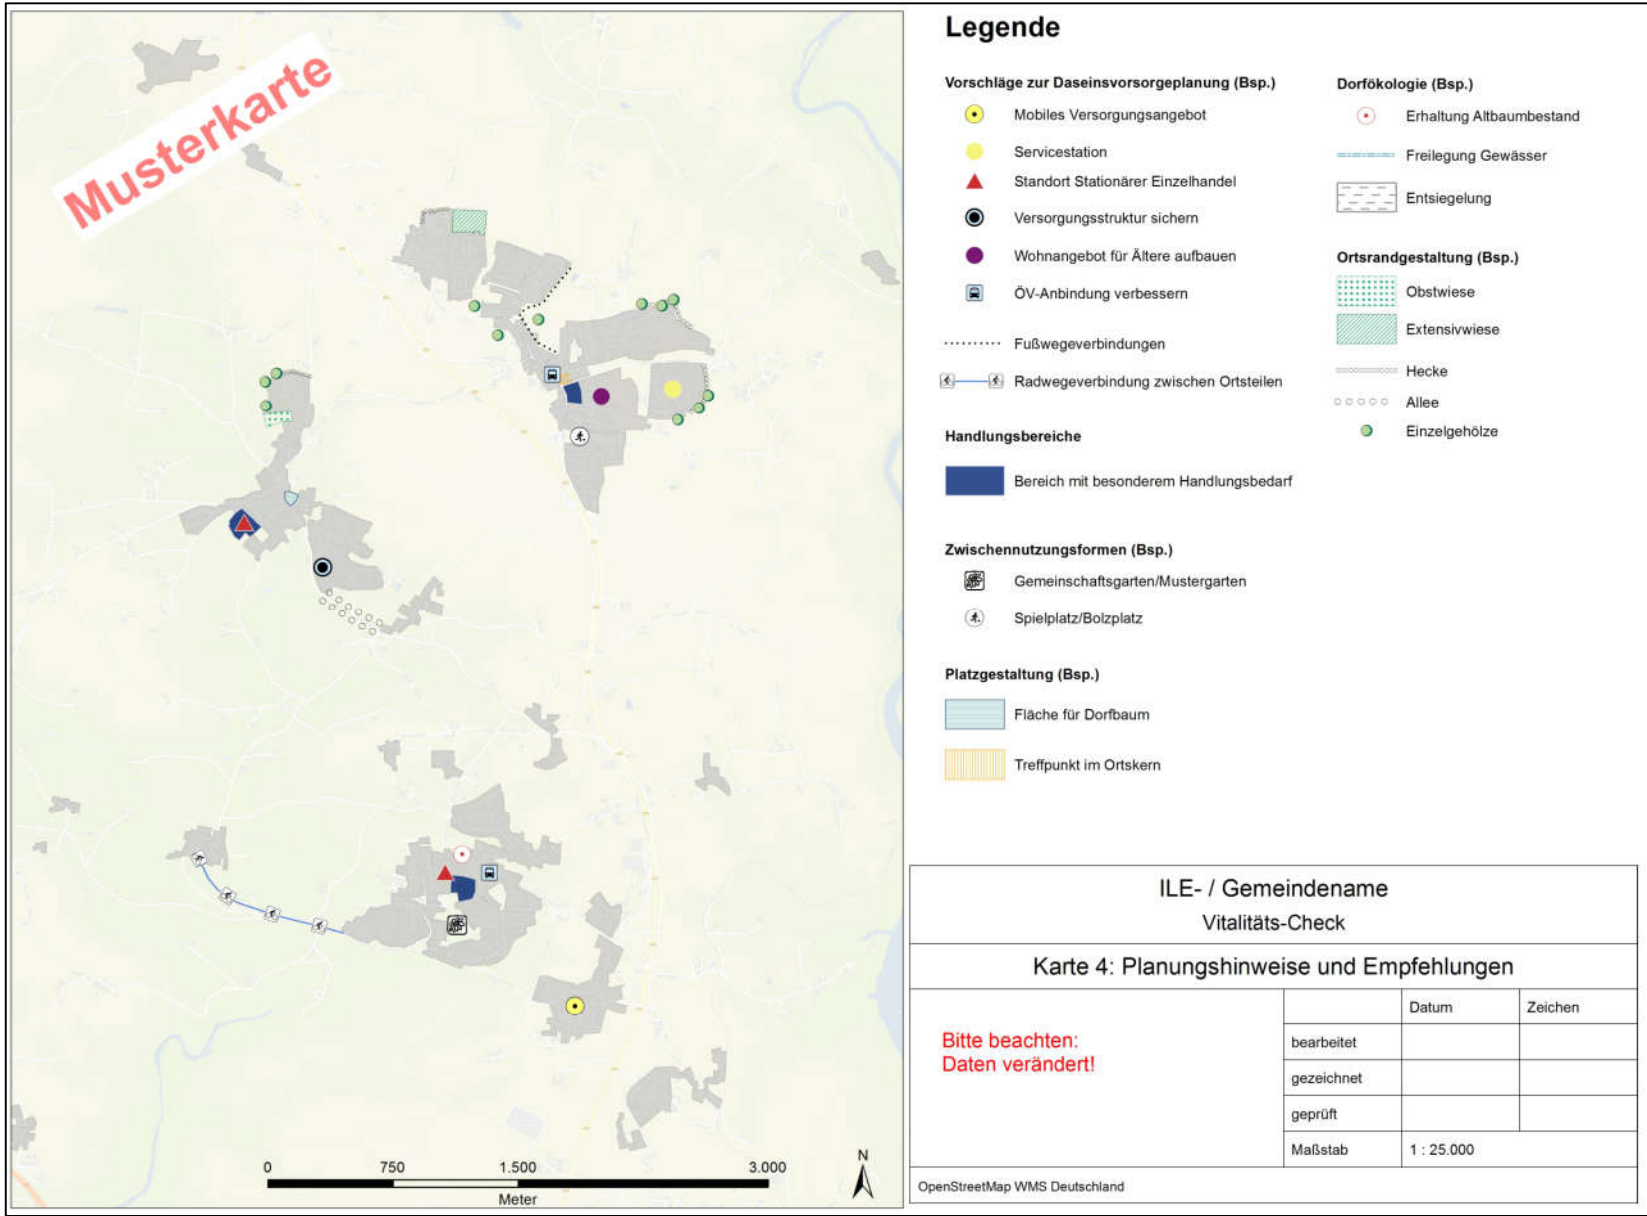 Musterkarte
0 750 1.500 3.000
Meter
N
Legende
Vorschläge zur Daseinsvorsorgeplanung (Bsp.)
Mobiles Versorgungsangebot
Servicestation
Standort Stationärer Einzelhandel
Versorgungsstruktur sichern
Wohnangebot für Ältere aufbauen
ÖV-Anbindung verbessern
Fußwegeverbindungen
Radwegeverbindung zwischen Ortsteilen
Handlungsbereiche
Bereich mit besonderem Handlungsbedarf
Zwischennutzungsformen (Bsp.)
Gemeinschaftsgarten/Mustergarten
Spielplatz/Bolzplatz
Platzgestaltung (Bsp.)
Fläche für Dorfbaum
Treffpunkt im Ortskern
Dorfökologie (Bsp.)
Erhaltung Altbaumbestand
Freilegung Gewässer
Entsiegelung
Ortsrandgestaltung (Bsp.)
Obstwiese
Extensivwiese
Hecke
Allee
Einzelgehölze
ILE- / Gemeindename
Vitalitäts-Check
Karte 4: Planungshinweise und Empfehlungen
Bitte beachten:
Daten verändert!
Datum Zeichen
bearbeitet
gezeichnet
geprüft
Maßstab 1 : 25.000
OpenStreetMap WMS Deutschland